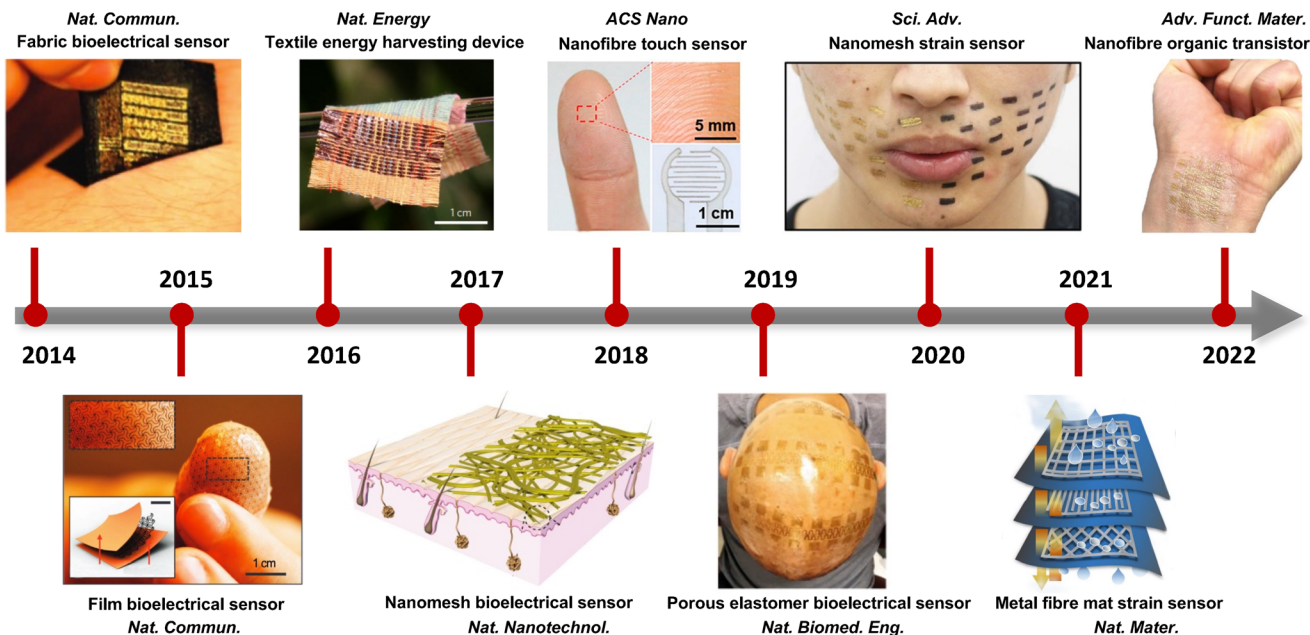 Nat. Commun.
Fabric bioelectrical sensor
Nat. Energy
Textile energy harvesting device
1 cm
ACS Nano
Nanofibre touch sensor
5 mm
1 cm
Sci. Adv.
Nanomesh strain sensor
Adv. Funct. Mater.
Nanofibre organic transistor
2015
2017
2019
2021
2014
2016
2018
2020
2022
1 cm
Film bioelectrical sensor
Nat. Commun.
Nanomesh bioelectrical sensor
Nat. Nanotechnol.
Porous elastomer bioelectrical sensor
Nat. Biomed. Eng.
Metal fibre mat strain sensor
Nat. Mater.